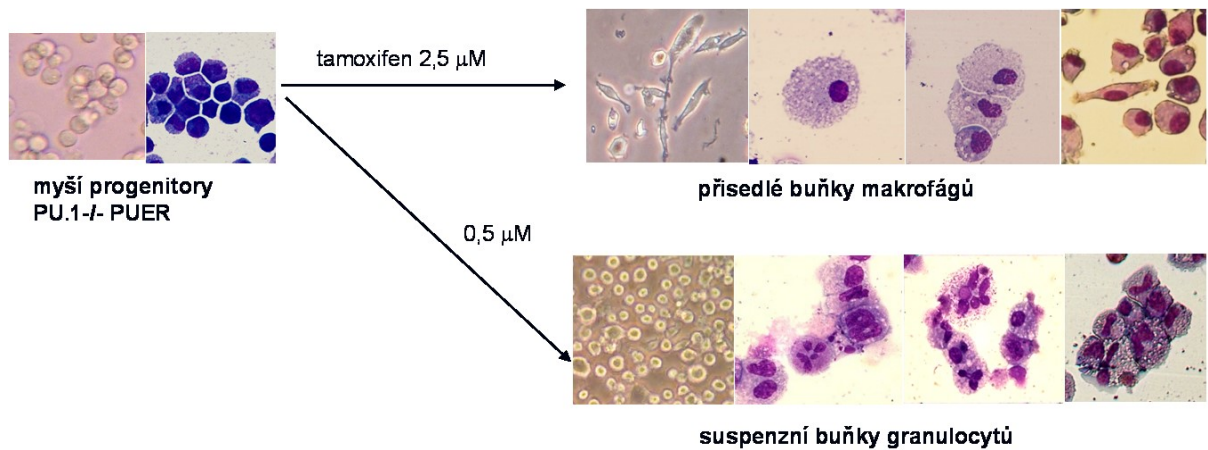 tamoxifen 2,5 μM
myší progenitory
PU.1-/- PUER
přisedlé buňky makrofágů
0,5 μM
suspenzní buňky granulocytů